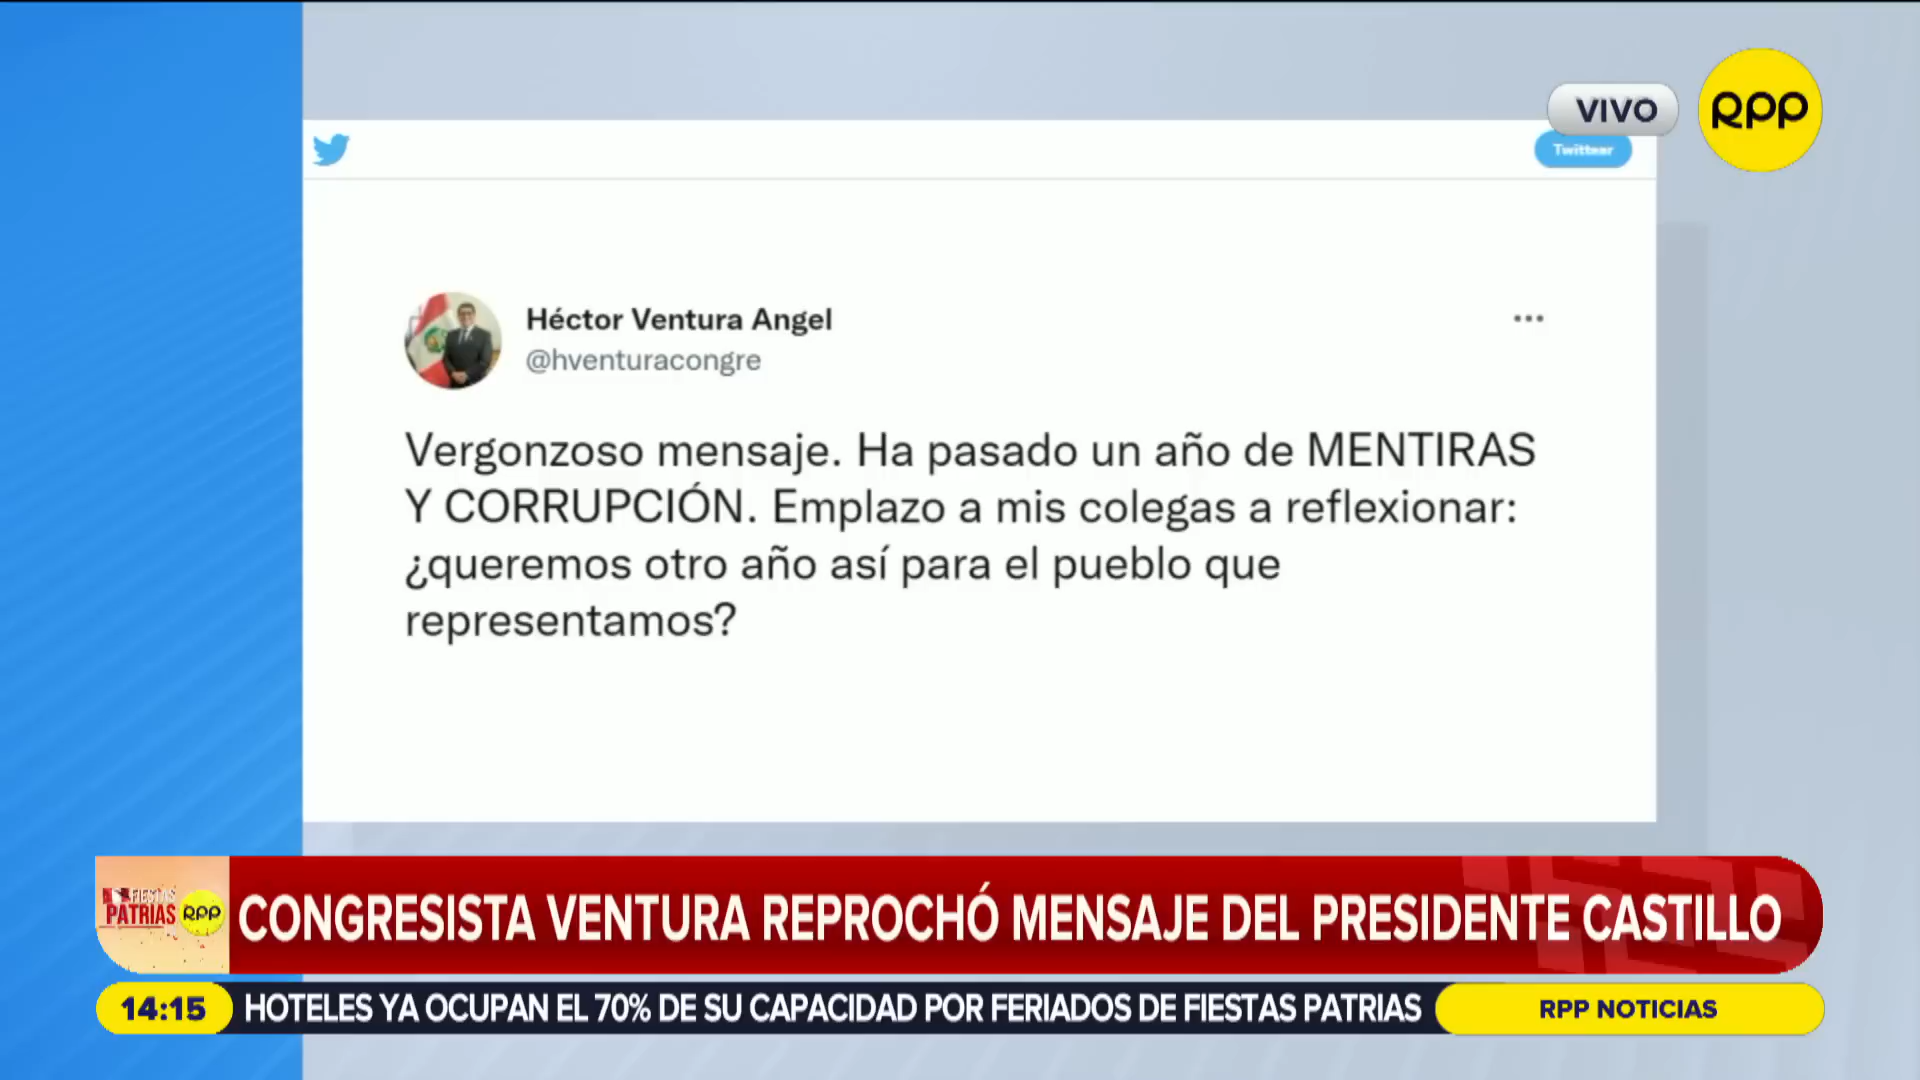 VIVO
RPP
Twittear
Héctor Ventura Angel
@hventuracongre
Vergonzoso mensaje. Ha pasado un año de MENTIRAS
Y CORRUPCIÓN. Emplazo a mis colegas a reflexionar:
¿queremos otro año así para el pueblo que
representamos?
FIESTAS
PATRIAS RPP
CONGRESISTA VENTURA REPROCHÓ MENSAJE DEL PRESIDENTE CASTILLO
14:15 HOTELES YA OCUPAN EL 70% DE SU CAPACIDAD POR FERIADOS DE FIESTAS PATRIAS RPP NOTICIAS